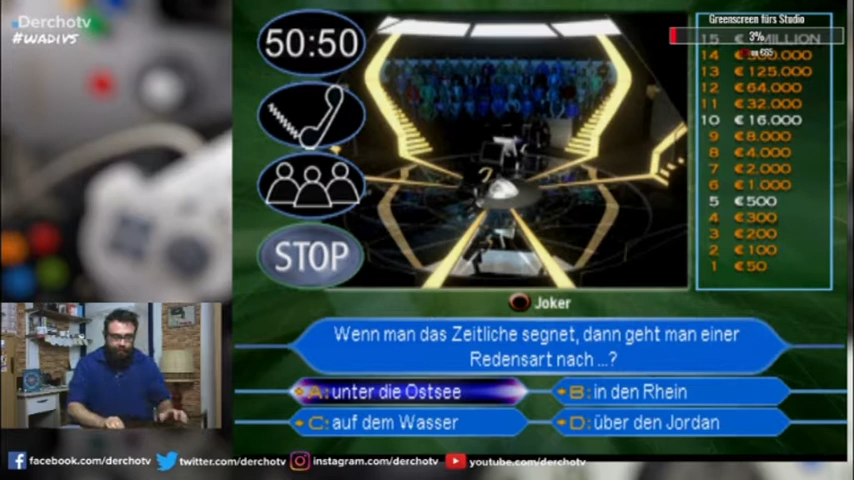 Derchotv
#WADIVS
50:50
STOP
Greenscreen fürs Studio
3%
15 € MILLION
14
13 € 125.000
12 € 64.000
11 € 32.000
10 € 16.000
9 € 8.000
8 € 4.000
7 € 2.000
6 € 1.000
5 € 500
4 € 300
3 € 200
2 € 100
1 € 50
Joker
Wenn man das Zeitliche segnet, dann geht man einer
Redensart nach ...?
A: unter die Ostsee
B: in den Rhein
C: auf dem Wasser
D: über den Jordan
facebook.com/derchotv
twitter.com/derchotv
instagram.com/derchotv
youtube.com/derchotv